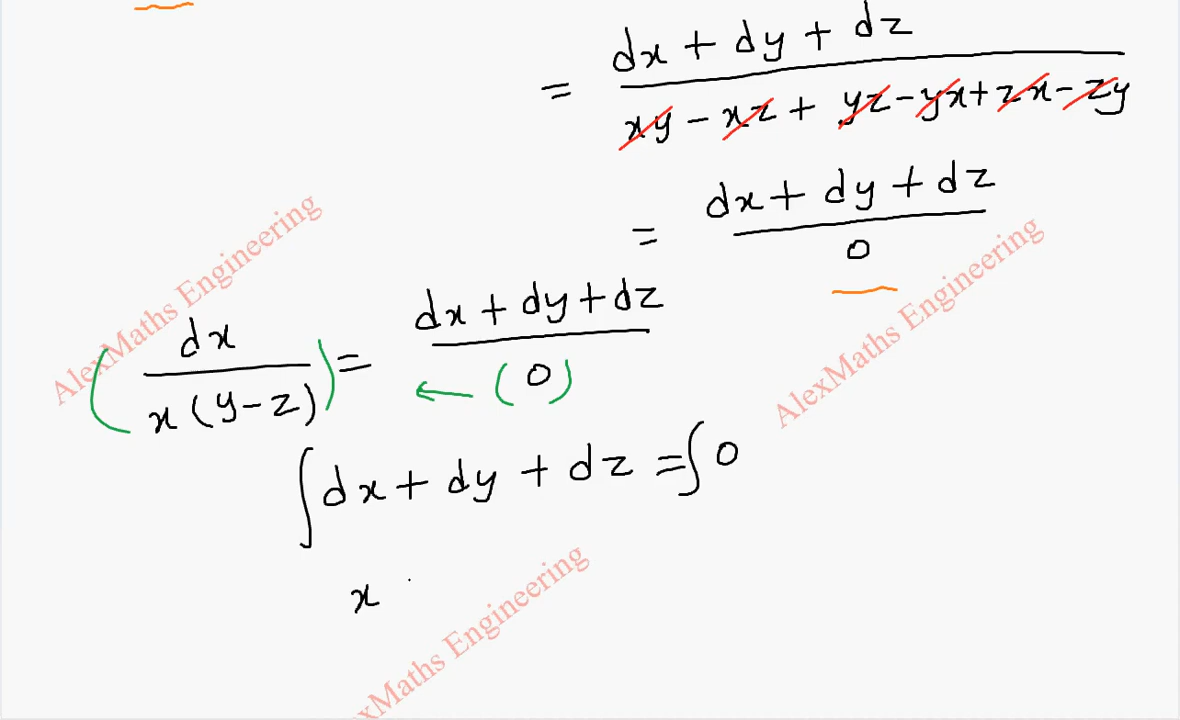 = dx + dy + dz / xy - xz + yz - yx + zx - zy
= dx + dy + dz / 0
( dx / x(y-z) ) = dx + dy + dz / (0) ←
∫ dx + dy + dz = ∫ 0
x
AlexMaths Engineering
AlexMaths Engineering
AlexMaths Engineering